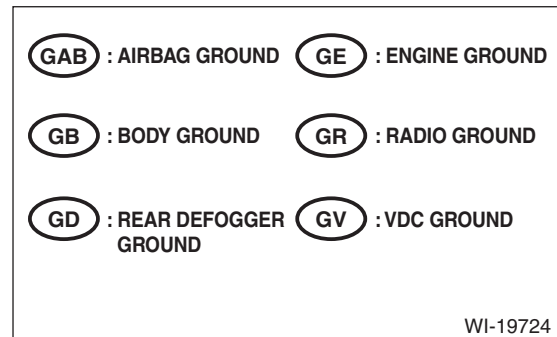 GAB : AIRBAG GROUND GE : ENGINE GROUND
GB : BODY GROUND GR : RADIO GROUND
GD : REAR DEFOGGER GROUND GV : VDC GROUND
WI-19724